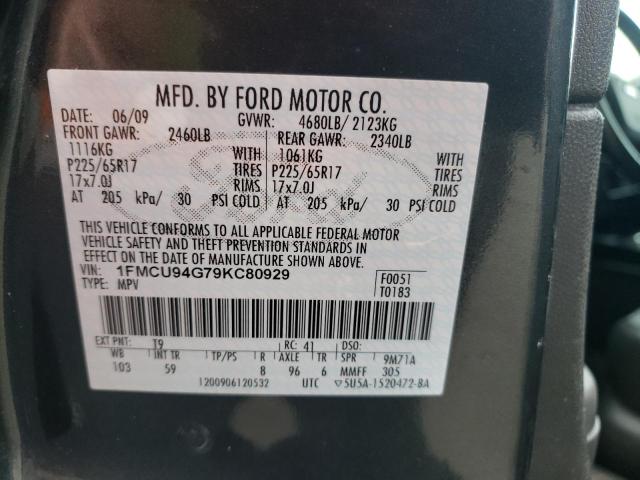 MFD. BY FORD MOTOR CO.
DATE: 06/09 GVWR: 4680LB/ 2123KG
FRONT GAWR: 2460LB REAR GAWR: 2340LB
1116KG WITH 1061KG WITH
P225/65R17 TIRES P225/65R17 TIRES
17x7.0J RIMS 17x7.0J RIMS
AT 205 kPa/ 30 PSI COLD AT 205 kPa/ 30 PSI COLD
Ford
THIS VEHICLE CONFORMS TO ALL APPLICABLE FEDERAL MOTOR
VEHICLE SAFETY AND THEFT PREVENTION STANDARDS IN
EFFECT ON THE DATE OF MANUFACTURE SHOWN ABOVE.
VIN: 1FMCU94G79KC80929 F0051
TYPE: MPV T0183
EXT PNT: T9 RC: 41 DSO:
WB INT TR TP/PS R AXLE TR SPR 9M71A
103 59 8 96 6 MMFF 305
1200906120532 UTC ▽5U5A-1520472-BA